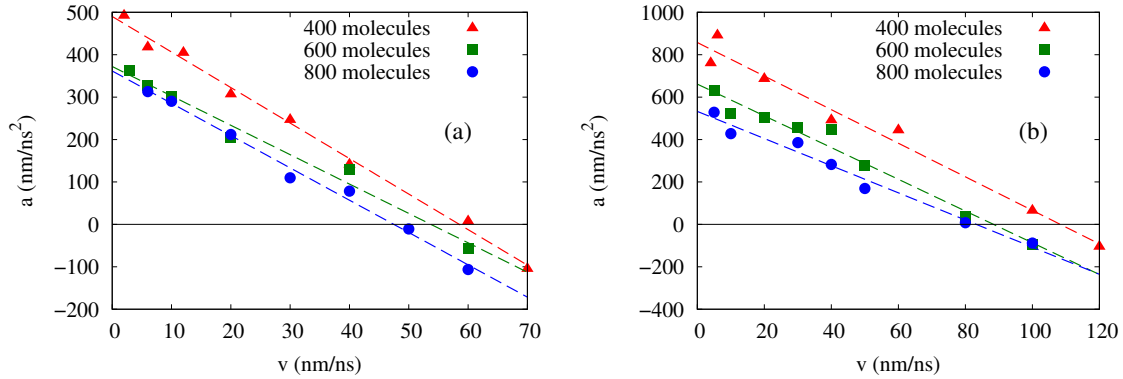 500
400
300
200
100
0
−100
−200
0 10 20 30 40 50 60 70
a (nm/ns²)
v (nm/ns)
(a)
400 molecules
600 molecules
800 molecules
1000
800
600
400
200
0
−200
−400
0 20 40 60 80 100 120
a (nm/ns²)
v (nm/ns)
(b)
400 molecules
600 molecules
800 molecules